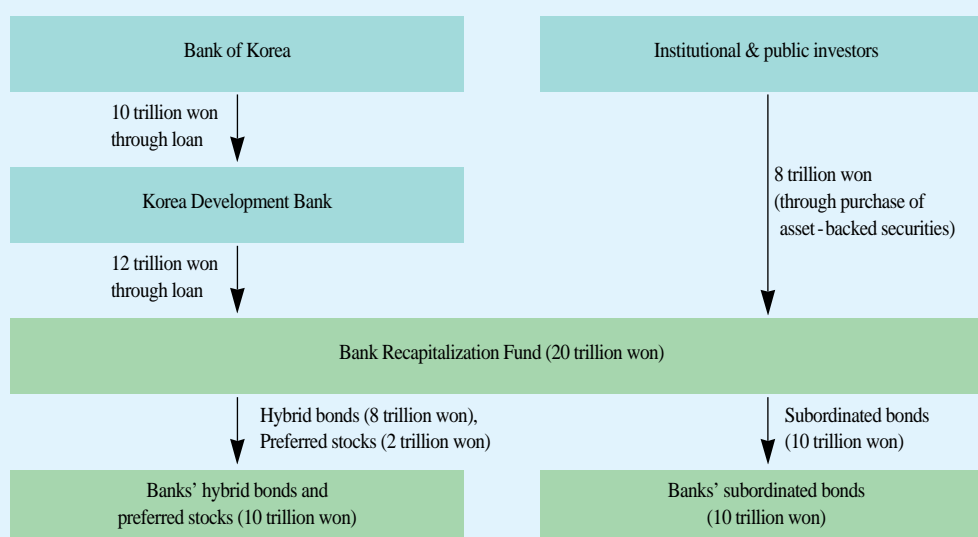 Bank of Korea
Institutional & public investors
10 trillion won
through loan
8 trillion won
(through purchase of
asset-backed securities)
Korea Development Bank
12 trillion won
through loan
Bank Recapitalization Fund (20 trillion won)
Hybrid bonds (8 trillion won),
Preferred stocks (2 trillion won)
Subordinated bonds
(10 trillion won)
Banks’ hybrid bonds and
preferred stocks (10 trillion won)
Banks’ subordinated bonds
(10 trillion won)